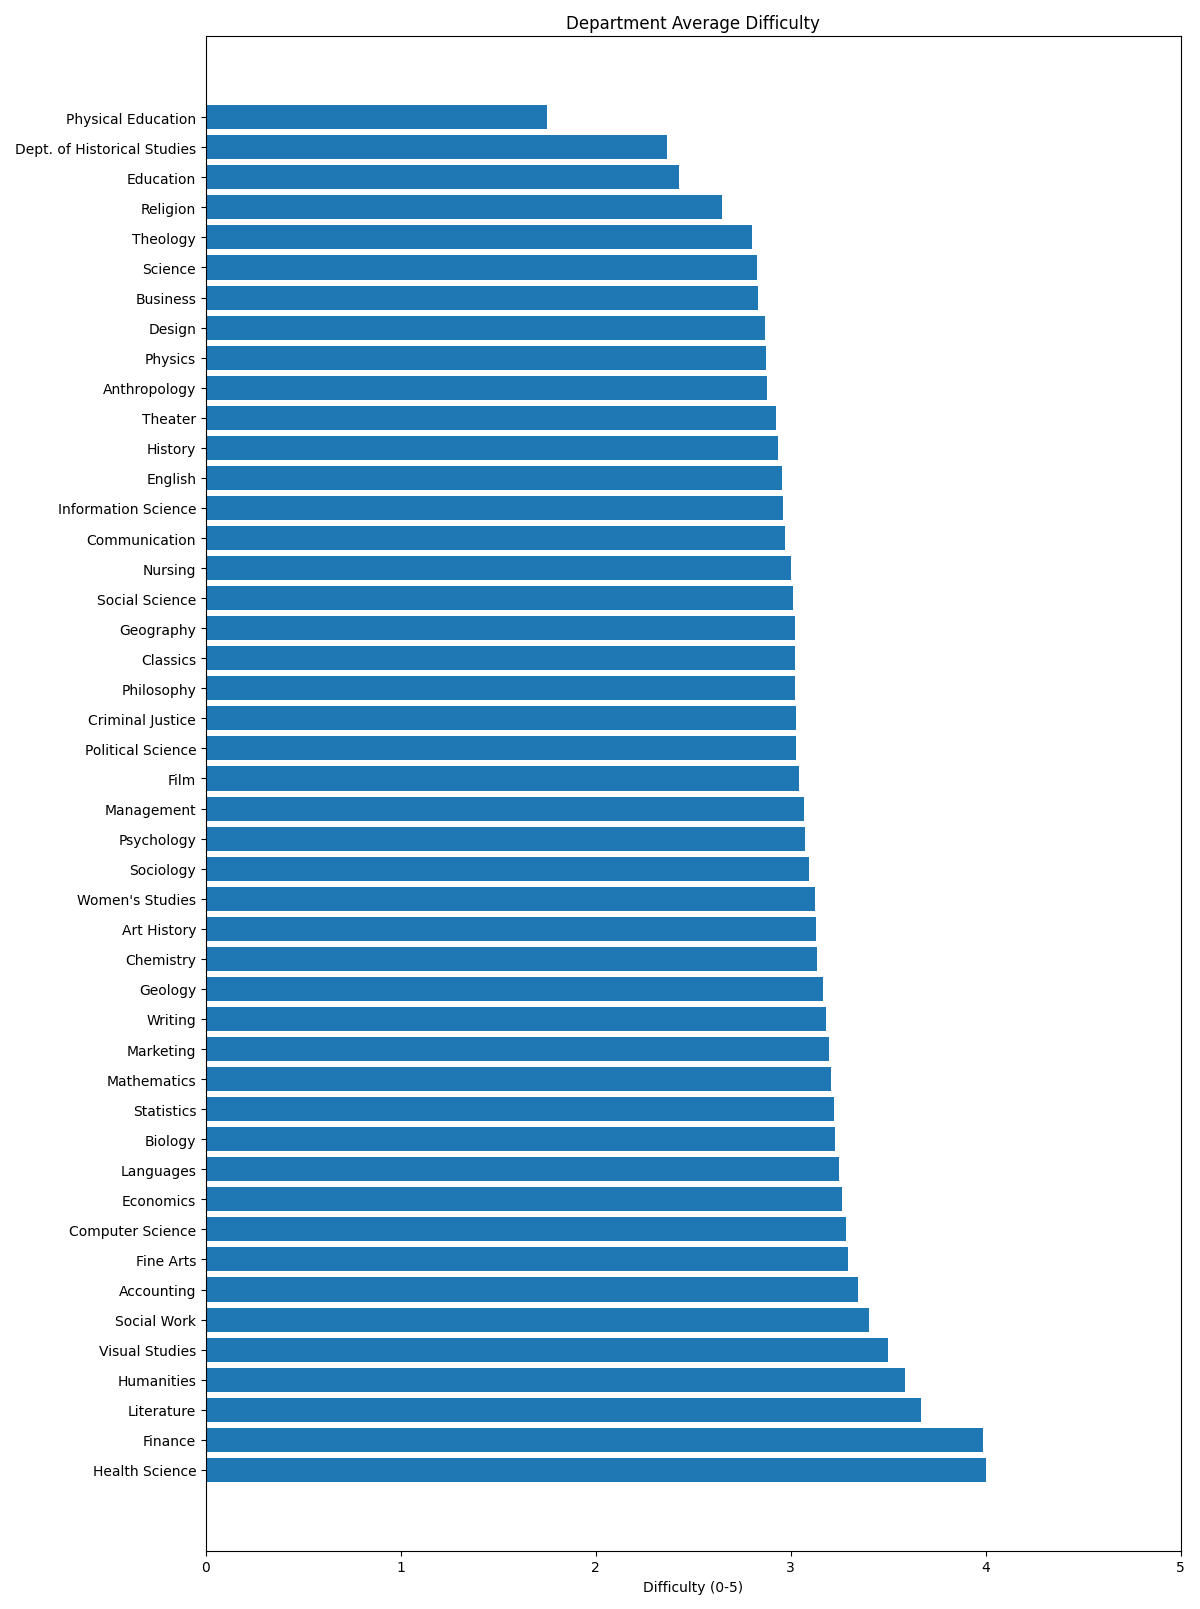 Department Average Difficulty
Physical Education
Dept. of Historical Studies
Education
Religion
Theology
Science
Business
Design
Physics
Anthropology
Theater
History
English
Information Science
Communication
Nursing
Social Science
Geography
Classics
Philosophy
Criminal Justice
Political Science
Film
Management
Psychology
Sociology
Women's Studies
Art History
Chemistry
Geology
Writing
Marketing
Mathematics
Statistics
Biology
Languages
Economics
Computer Science
Fine Arts
Accounting
Social Work
Visual Studies
Humanities
Literature
Finance
Health Science
0 1 2 3 4 5
Difficulty (0-5)